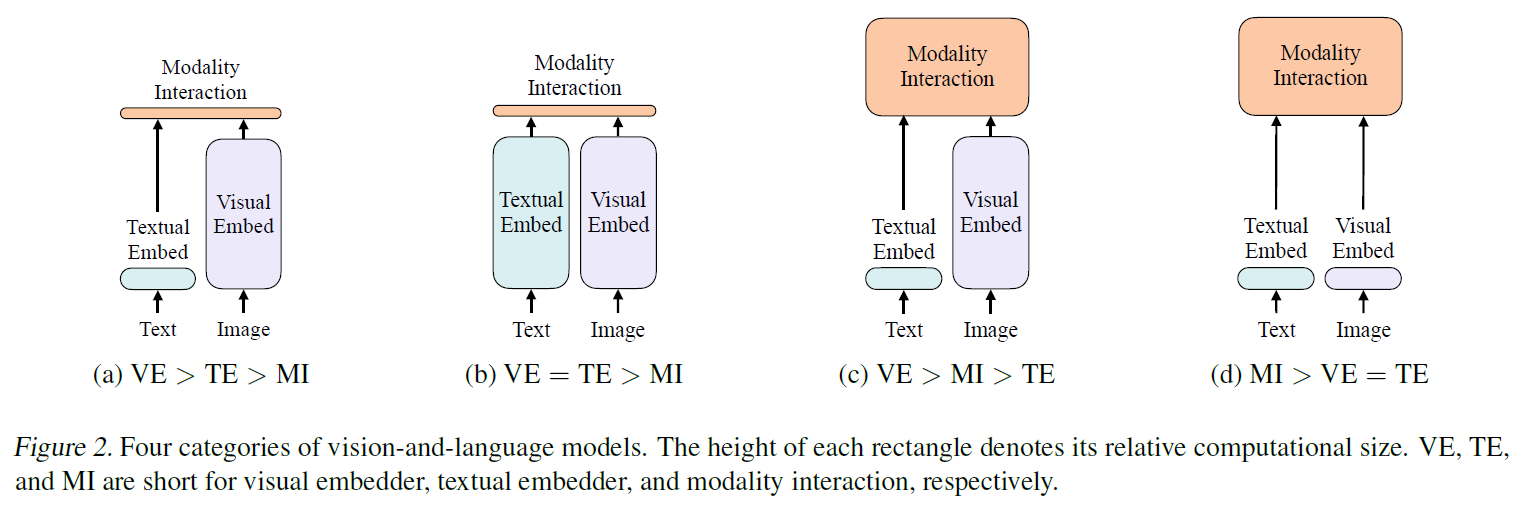 Modality
Interaction
Textual
Embed
Visual
Embed
Text
Image
(a) VE > TE > MI
Modality
Interaction
Textual
Embed
Visual
Embed
Text
Image
(b) VE = TE > MI
Modality
Interaction
Textual
Embed
Visual
Embed
Text
Image
(c) VE > MI > TE
Modality
Interaction
Textual
Embed
Visual
Embed
Text
Image
(d) MI > VE = TE
Figure 2. Four categories of vision-and-language models. The height of each rectangle denotes its relative computational size. VE, TE,
and MI are short for visual embedder, textual embedder, and modality interaction, respectively.